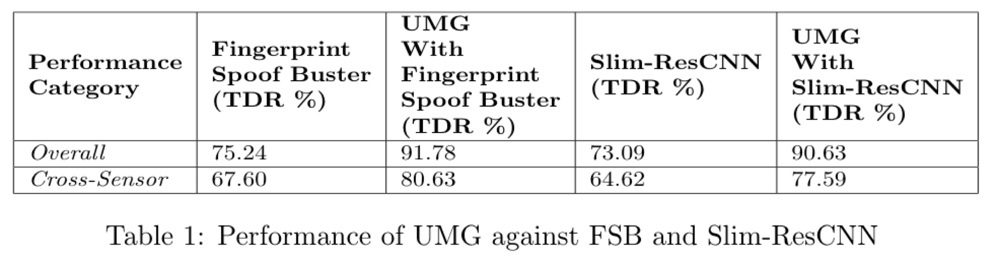 Performance
Category
Fingerprint
Spoof Buster
(TDR %)
UMG
With
Fingerprint
Spoof Buster
(TDR %)
Slim-ResCNN
(TDR %)
UMG
With
Slim-ResCNN
(TDR %)
Overall 75.24 91.78 73.09 90.63
Cross-Sensor 67.60 80.63 64.62 77.59
Table 1: Performance of UMG against FSB and Slim-ResCNN